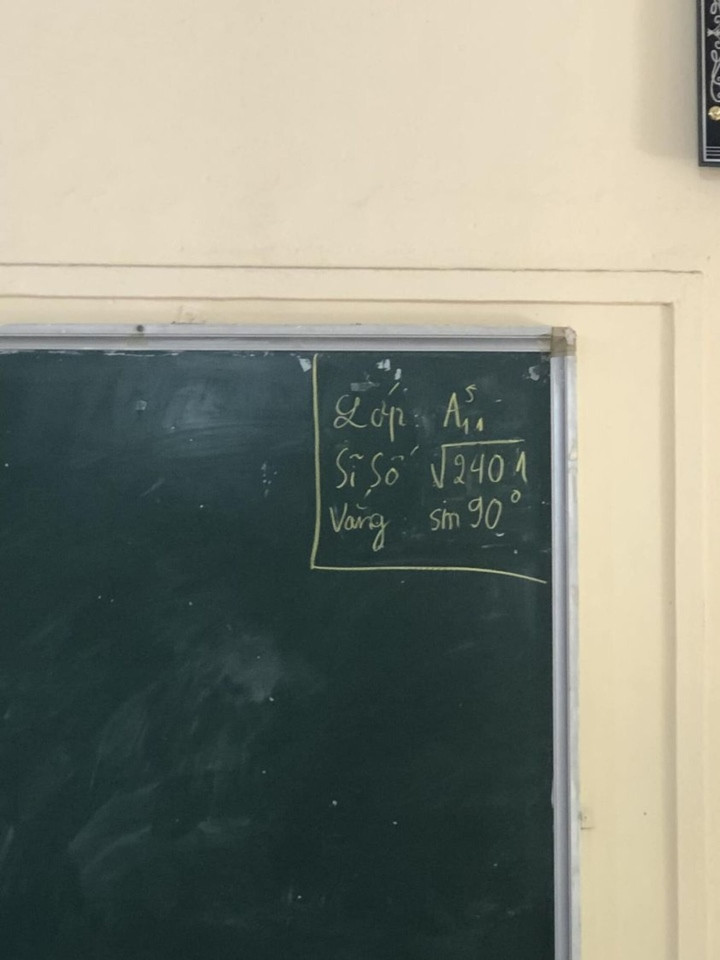 Lớp: A₁₁⁵
Sĩ Số √2401
Vắng: sin 90°